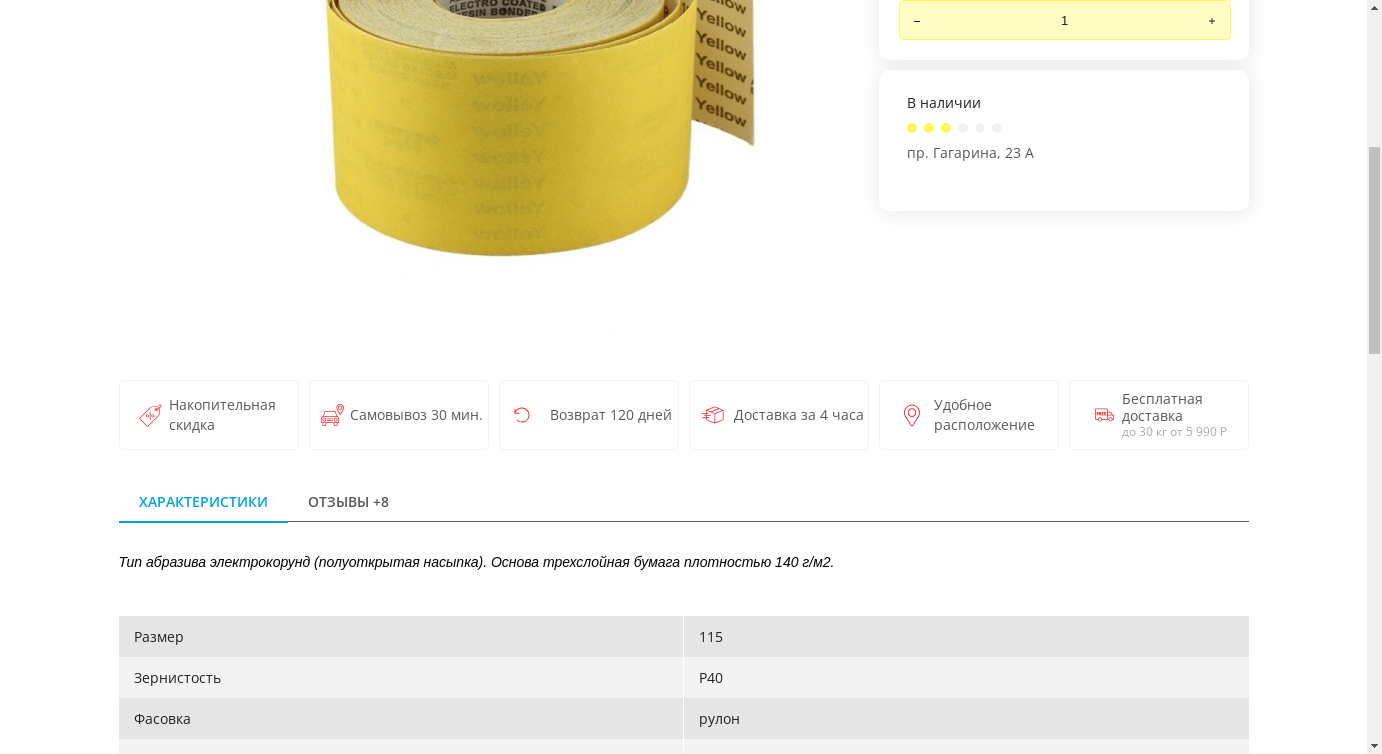 ELECTRO COATED
RESIN BONDED
Yellow
Yellow
Yellow
Yellow
Yellow
–
1
+
В наличии
пр. Гагарина, 23 А
Накопительная
скидка
Самовывоз 30 мин.
Возврат 120 дней
Доставка за 4 часа
Удобное
расположение
FREE
Бесплатная
доставка
до 30 кг от 5 990 Р
ХАРАКТЕРИСТИКИ
ОТЗЫВЫ +8
Тип абразива электрокорунд (полуоткрытая насыпка). Основа трехслойная бумага плотностью 140 г/м2.
Размер 115
Зернистость P40
Фасовка рулон